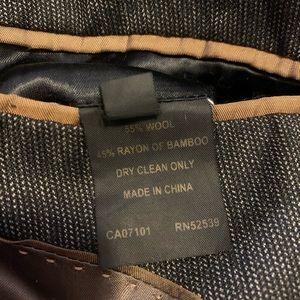 55% WOOL
45% RAYON OF BAMBOO
DRY CLEAN ONLY
MADE IN CHINA
CA07101 RN52539